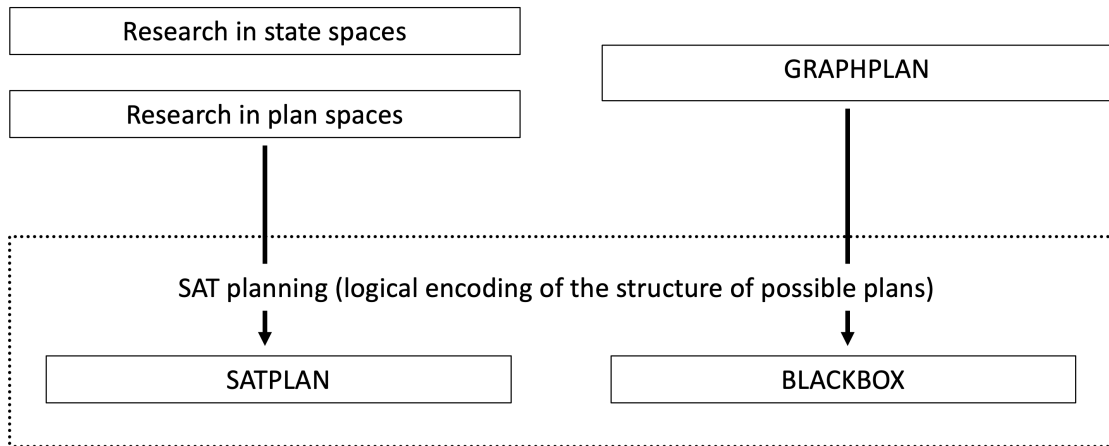 Research in state spaces
GRAPHPLAN
Research in plan spaces
SAT planning (logical encoding of the structure of possible plans)
SATPLAN
BLACKBOX